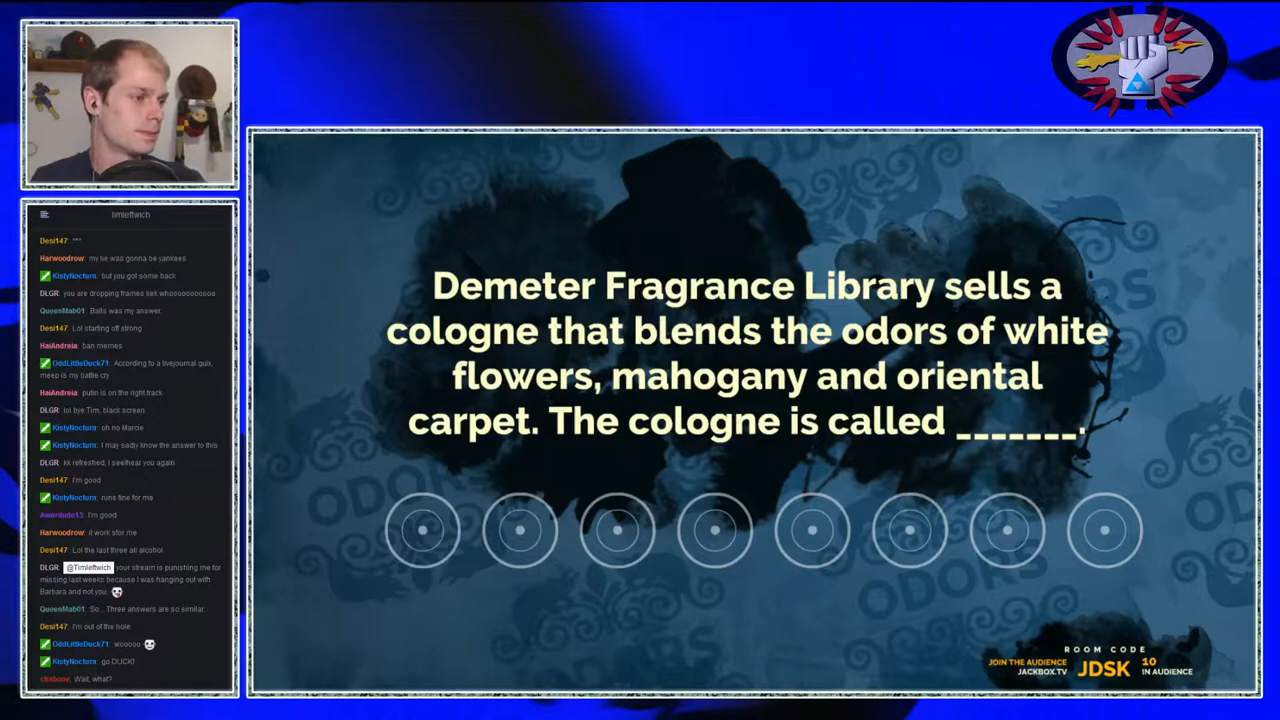 timleftwich
Desi147: ***
Harwoodrow: my lie was gonna be yankees
KistyNocturn: but you got some back
DLGR: you are dropping frames liek whoooooooooa
QueenMab01: Balls was my answer.
Desi147: Lol starting off strong
HaiAndreia: ban memes
OddLittleDuck71: According to a livejournal quix,
meep is my battle cry
HaiAndreia: putin is on the right track
DLGR: lol bye Tim, black screen
KistyNocturn: oh no Marcie
KistyNocturn: I may sadly know the answer to this
DLGR: kk refreshed, I see/hear you again
Desi147: I'm good
KistyNocturn: runs fine for me
Awerdude13: I'm good
Harwoodrow: it work sfor me
Desi147: Lol the last three all alcohol
DLGR: @Timleftwich your stream is punishing me for
missing last weeks because I was hanging out with
Barbara and not you.
QueenMab01: So... Three answers are so similar.
Desi147: I'm out of the hole
OddLittleDuck71: wooooo
KistyNocturn: go DUCK!
chabone: Wait, what?
Demeter Fragrance Library sells a
cologne that blends the odors of white
flowers, mahogany and oriental
carpet. The cologne is called _______.
ODORS
ROOM CODE
JOIN THE AUDIENCE
JACKBOX.TV
JDSK
10
IN AUDIENCE